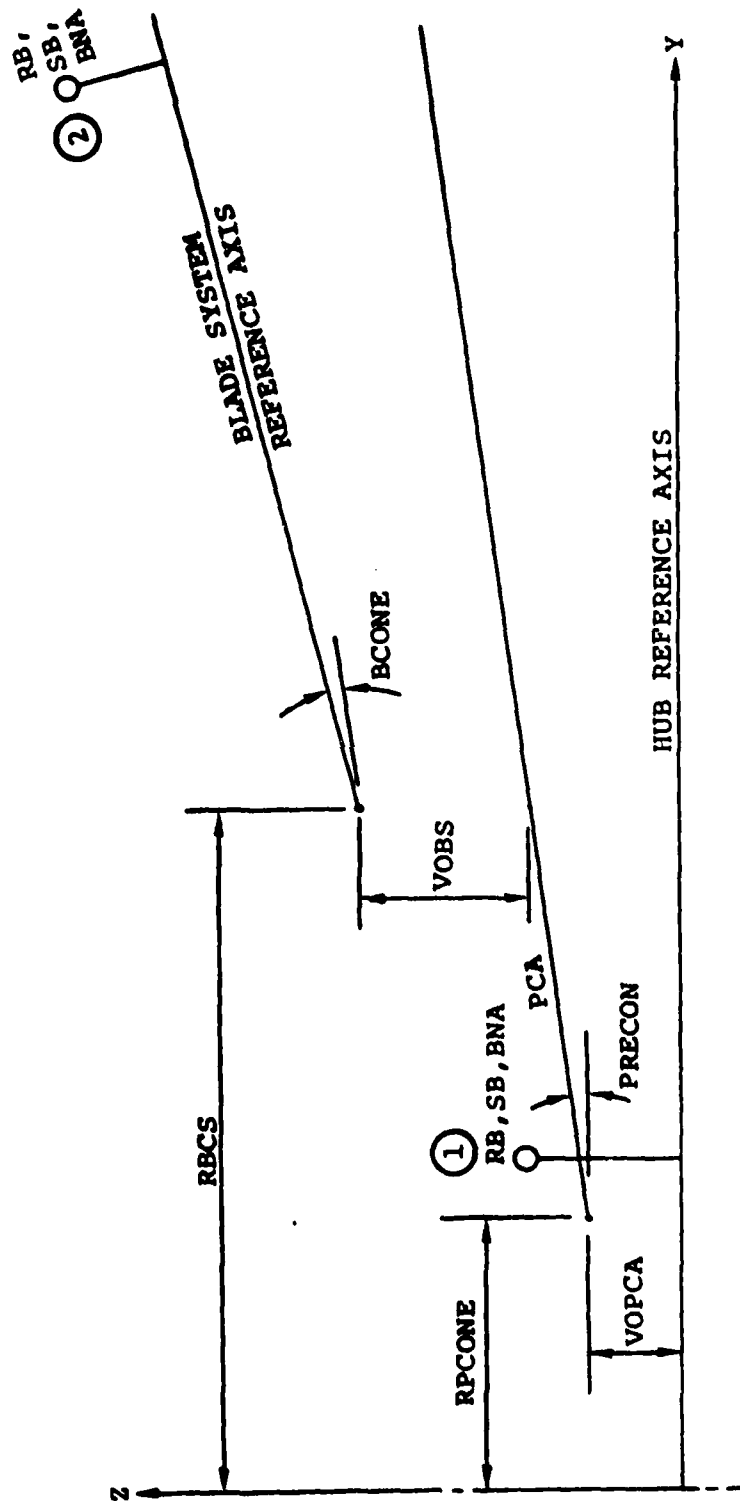 Z
RBCS
RPCONE
VOPCA
1
RB,SB,BNA
PRECON
PCA
VOBS
BCONE
BLADE SYSTEM
REFERENCE AXIS
2
RB,
SB,
BNA
HUB REFERENCE AXIS
Y